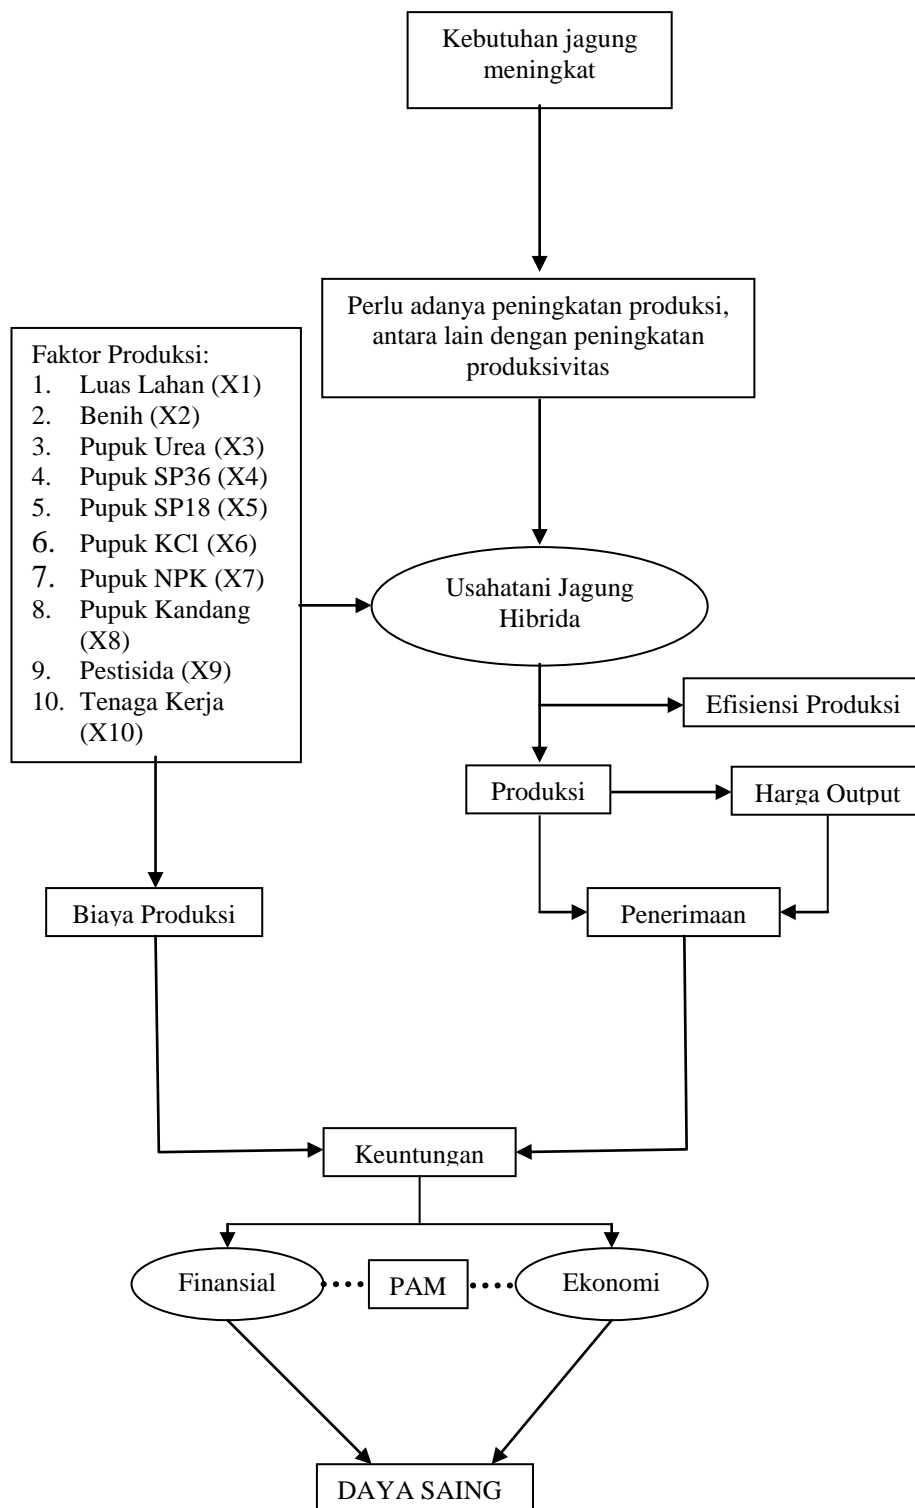 Kebutuhan jagung
meningkat
Perlu adanya peningkatan produksi,
antara lain dengan peningkatan
produksivitas
Faktor Produksi:
1. Luas Lahan (X1)
2. Benih (X2)
3. Pupuk Urea (X3)
4. Pupuk SP36 (X4)
5. Pupuk SP18 (X5)
6. Pupuk KCl (X6)
7. Pupuk NPK (X7)
8. Pupuk Kandang
(X8)
9. Pestisida (X9)
10. Tenaga Kerja
(X10)
Usahatani Jagung
Hibrida
Efisiensi Produksi
Produksi
Harga Output
Biaya Produksi
Penerimaan
Keuntungan
Finansial
PAM
Ekonomi
DAYA SAING